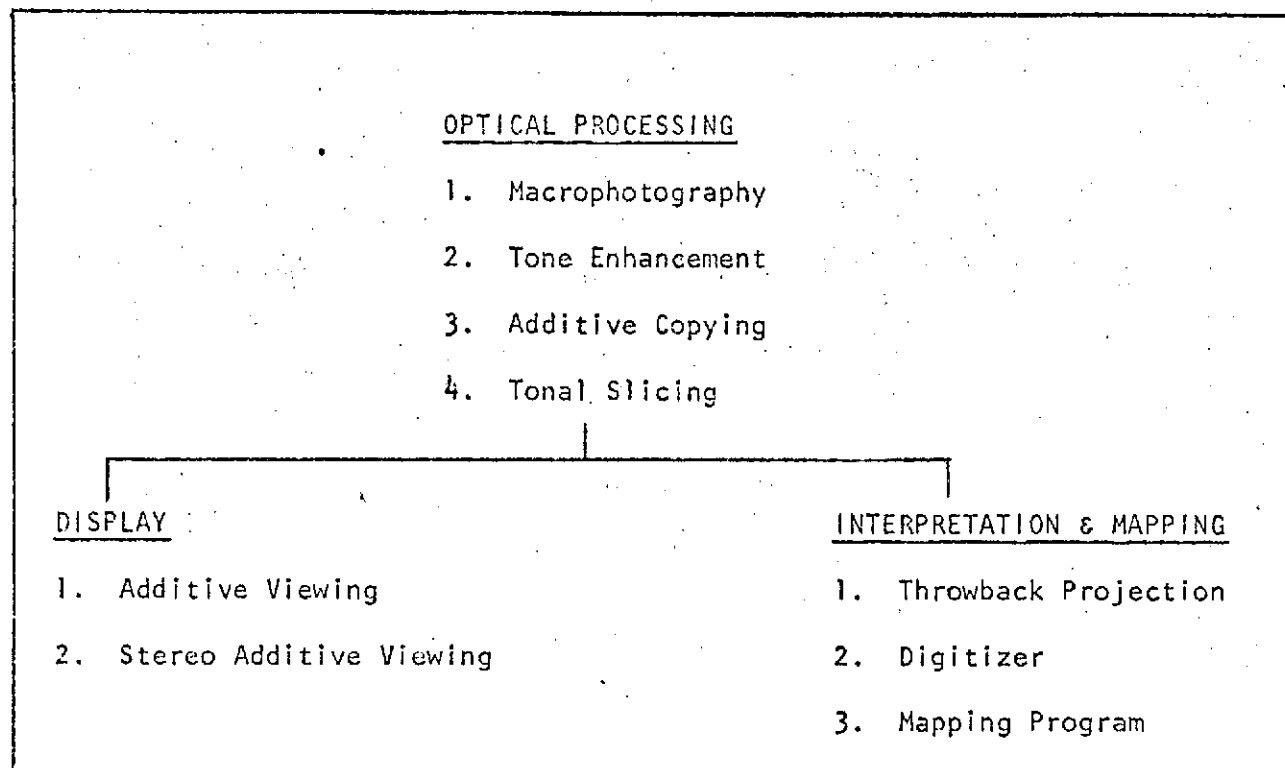 OPTICAL PROCESSING
1. Macrophotography
2. Tone Enhancement
3. Additive Copying
4. Tonal Slicing
DISPLAY
1. Additive Viewing
2. Stereo Additive Viewing
INTERPRETATION & MAPPING
1. Throwback Projection
2. Digitizer
3. Mapping Program